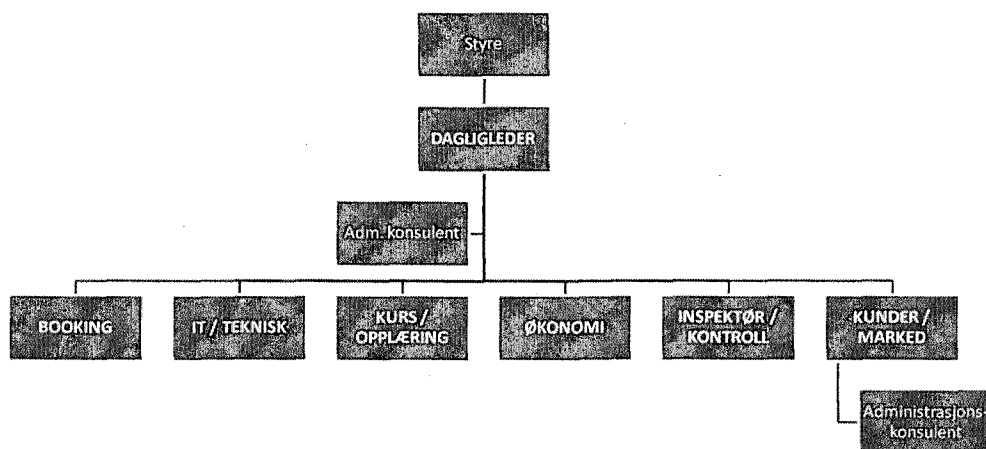 Styre
DAGLIGLEDER
Adm. konsulent
BOOKING
IT / TEKNISK
KURS /
OPPLÆRING
ØKONOMI
INSPEKTØR /
KONTROLL
KUNDER /
MARKED
Administrasjons-
konsulent